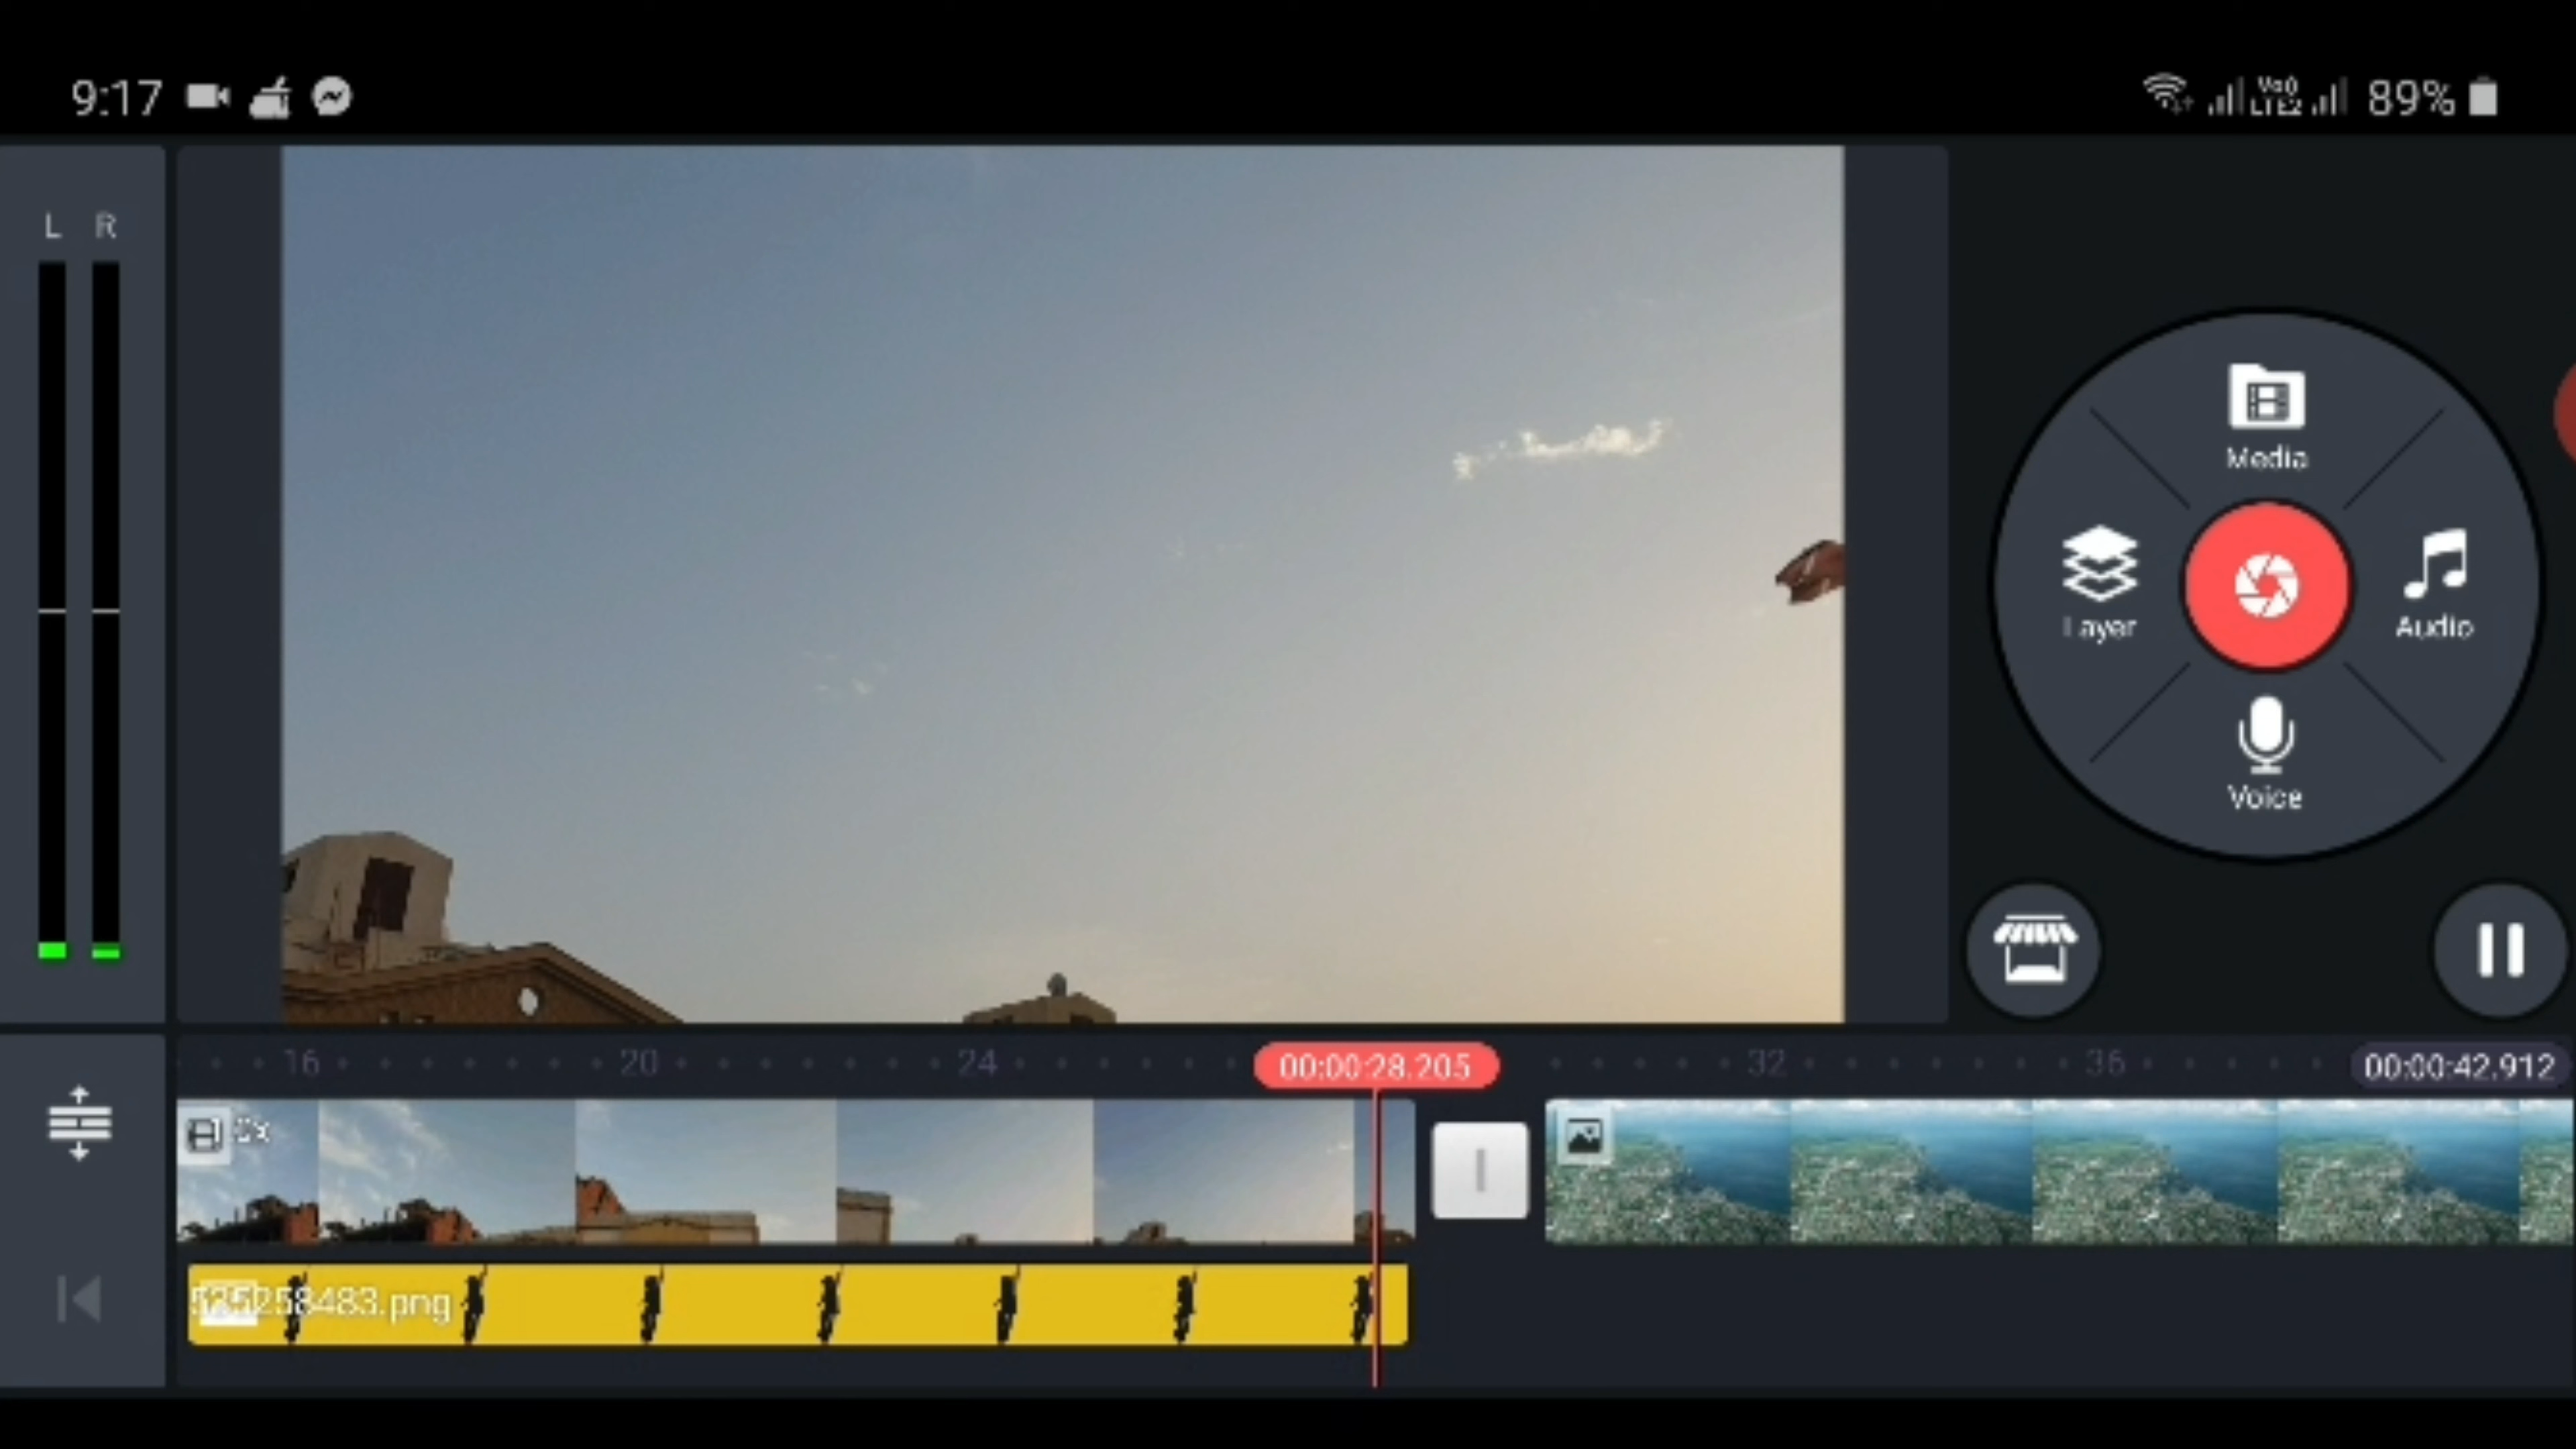 9:17 89%
L R
Media
Layer Audio
Voice
16 20 24 00:00:28.205 32 36 00:00:42.912
258483.png